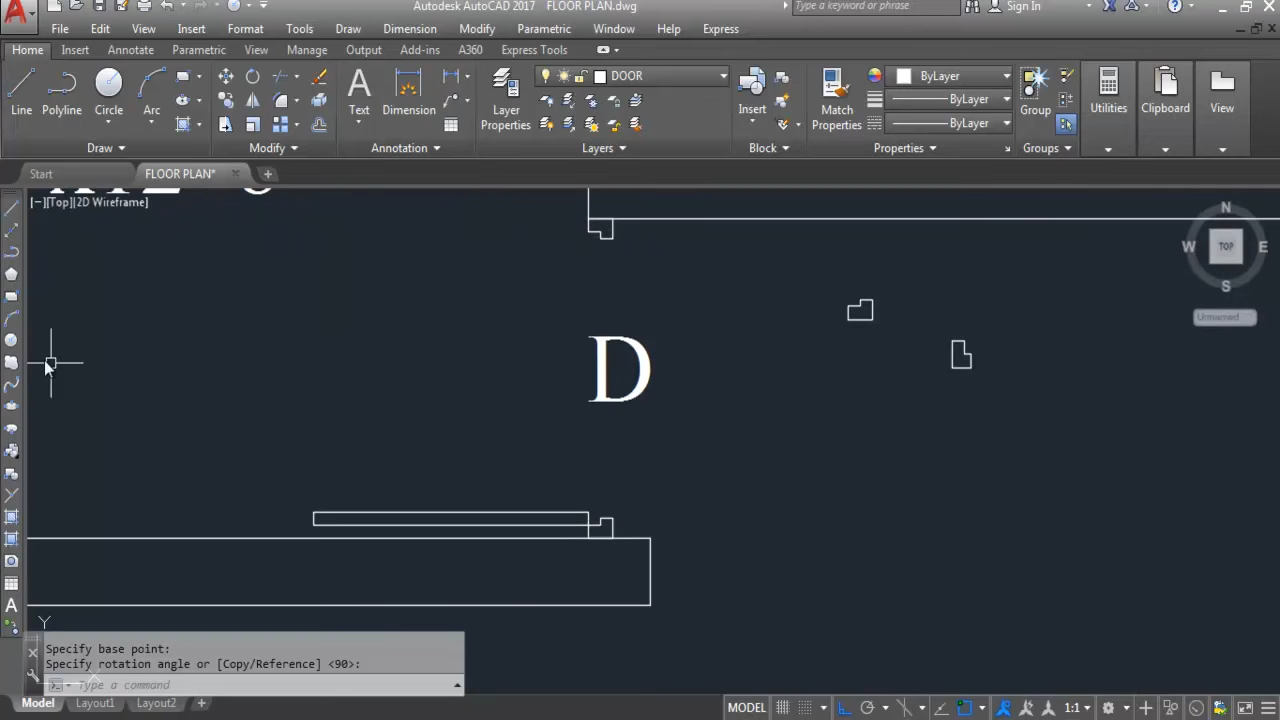 Autodesk AutoCAD 2017 FLOOR PLAN.dwg
Type a keyword or phrase
Sign In
File Edit View Insert Format Tools Draw Dimension Modify Parametric Window Help Express
Home Insert Annotate Parametric View Manage Output Add-ins A360 Express Tools
DOOR
ByLayer
ByLayer
ByLayer
Line Polyline Circle Arc
Text Dimension
Layer Properties
Insert
Match Properties
Group
Utilities Clipboard View
Draw Modify Annotation Layers Block Properties Groups
Start FLOOR PLAN*
[−][Top][2D Wireframe]
N
W TOP E
S
Unnamed
D
Y
Specify base point:
Specify rotation angle or [Copy/Reference] <90>:
Type a command
Model Layout1 Layout2
MODEL 1:1